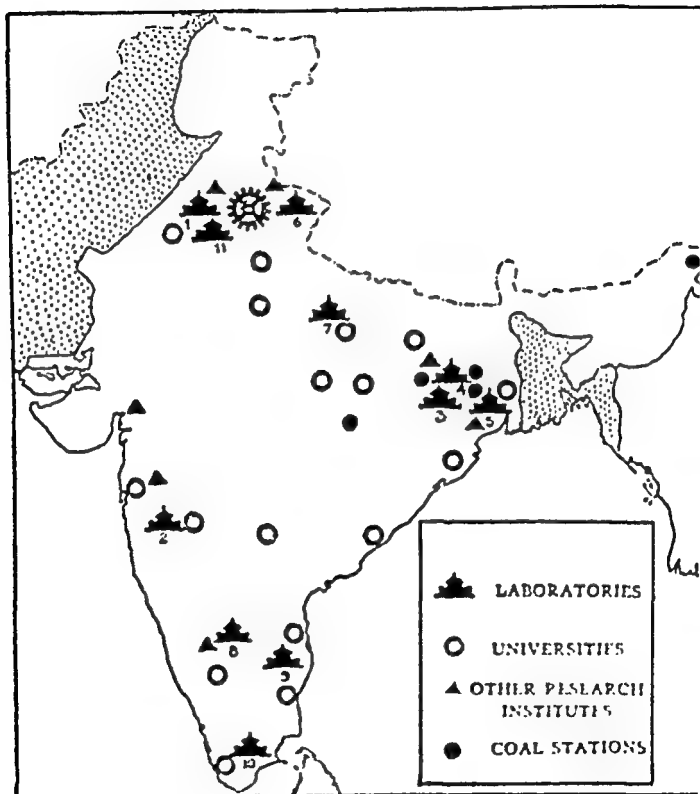 1
6
11
7
4
3
5
2
8
9
10
LABORATORIES
UNIVERSITIES
OTHER RESEARCH
INSTITUTES
COAL STATIONS